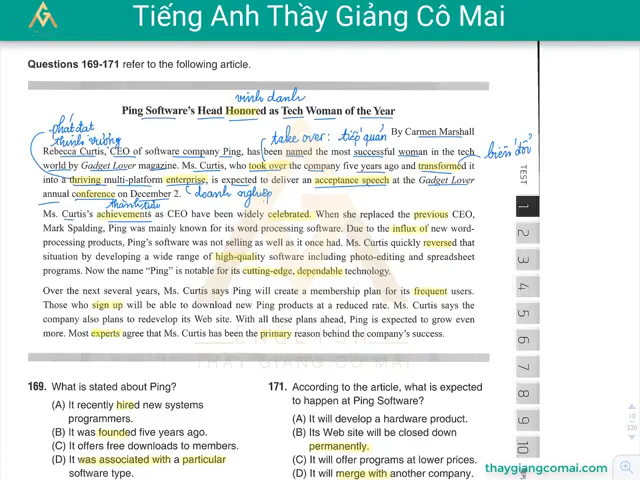 Tiếng Anh Thầy Giảng Cô Mai
Questions 169-171 refer to the following article.
vinh danh
Ping Software's Head Honored as Tech Woman of the Year
phát đạt
thịnh vượng
take over: tiếp quản
By Carmen Marshall
Rebecca Curtis, CEO of software company Ping, has been named the most successful woman in the tech
biến đổi
world by Gadget Lover magazine. Ms. Curtis, who took over the company five years ago and transformed
it into a thriving multi-platform enterprise, is expected to deliver an acceptance speech at the Gadget Lover
annual conference on December 2.
doanh nghiệp
thành tựu
Ms. Curtis's achievements as CEO have been widely celebrated. When she replaced the previous CEO,
Mark Spalding, Ping was mainly known for its word processing software. Due to the influx of new word-
processing products, Ping's software was not selling as well as it once had. Ms. Curtis quickly reversed that
situation by developing a wide range of high-quality software including photo-editing and spreadsheet
programs. Now the name “Ping” is notable for its cutting-edge, dependable technology.
Over the next several years, Ms. Curtis says Ping will create a membership plan for its frequent users.
Those who sign up will be able to download new Ping products at a reduced rate. Ms. Curtis says the
company also plans to redevelop its Web site. With all these plans ahead, Ping is expected to grow even
more. Most experts agree that Ms. Curtis has been the primary reason behind the company's success.
THAY GIANG CO MAI
169. What is stated about Ping?
(A) It recently hired new systems
programmers.
(B) It was founded five years ago.
(C) It offers free downloads to members.
(D) It was associated with a particular
software type.
171. According to the article, what is expected
to happen at Ping Software?
(A) It will develop a hardware product.
(B) Its Web site will be closed down
permanently.
(C) It will offer programs at lower prices.
(D) It will merge with another company.
TEST
1
2
3
4
5
6
7
8
9
10
220
thaygiangcomai.com